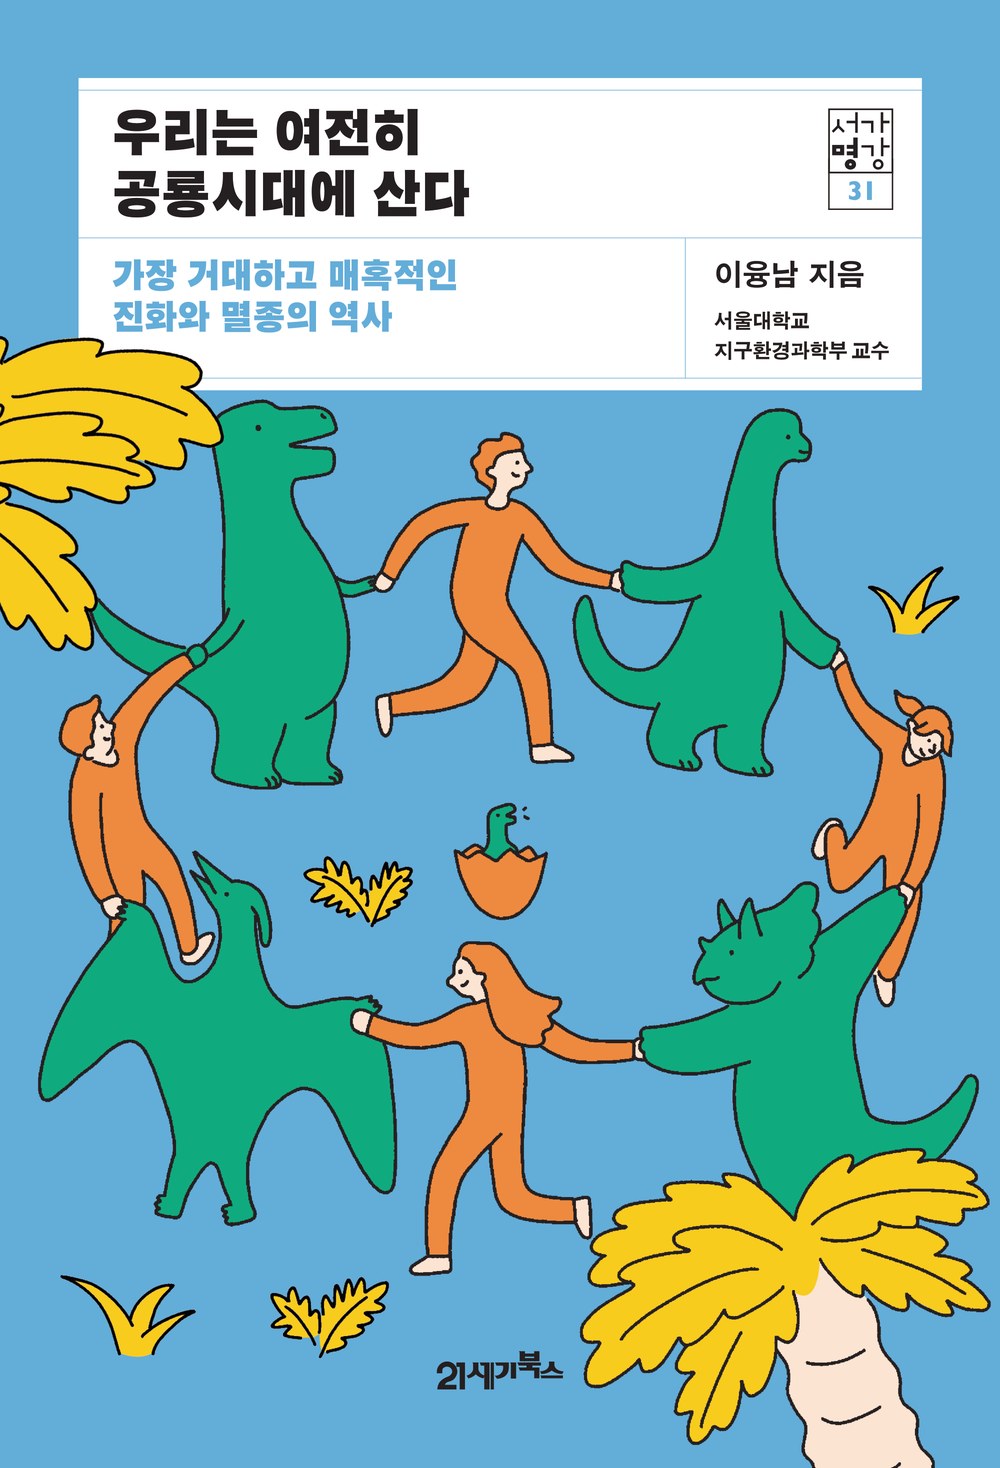 우리는 여전히
공룡시대에 산다
서가
명강
31
가장 거대하고 매혹적인
진화와 멸종의 역사
이융남 지음
서울대학교
지구환경과학부 교수
21세기북스